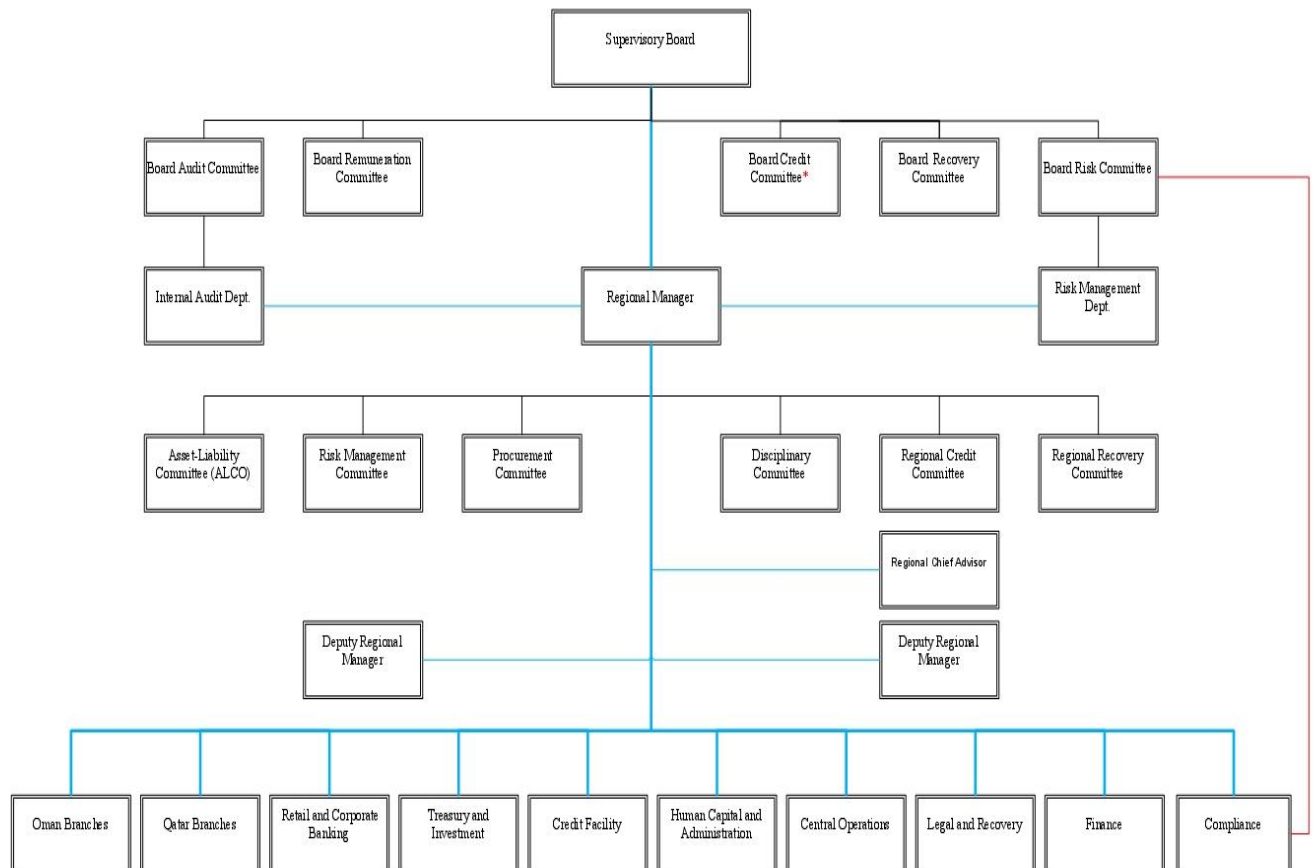 Supervisory Board
Board Audit Committee
Board Remuneration
Committee
Board Credit
Committee*
Board Recovery
Committee
Board Risk Committee
Internal Audit Dept.
Regional Manager
Risk Management
Dept.
Asset-Liability
Committee (ALCO)
Risk Management
Committee
Procurement
Committee
Disciplinary
Committee
Regional Credit
Committee
Regional Recovery
Committee
Regional Chief Advisor
Deputy Regional
Manager
Deputy Regional
Manager
Oman Branches
Qatar Branches
Retail and Corporate
Banking
Treasury and
Investment
Credit Facility
Human Capital and
Administration
Central Operations
Legal and Recovery
Finance
Compliance